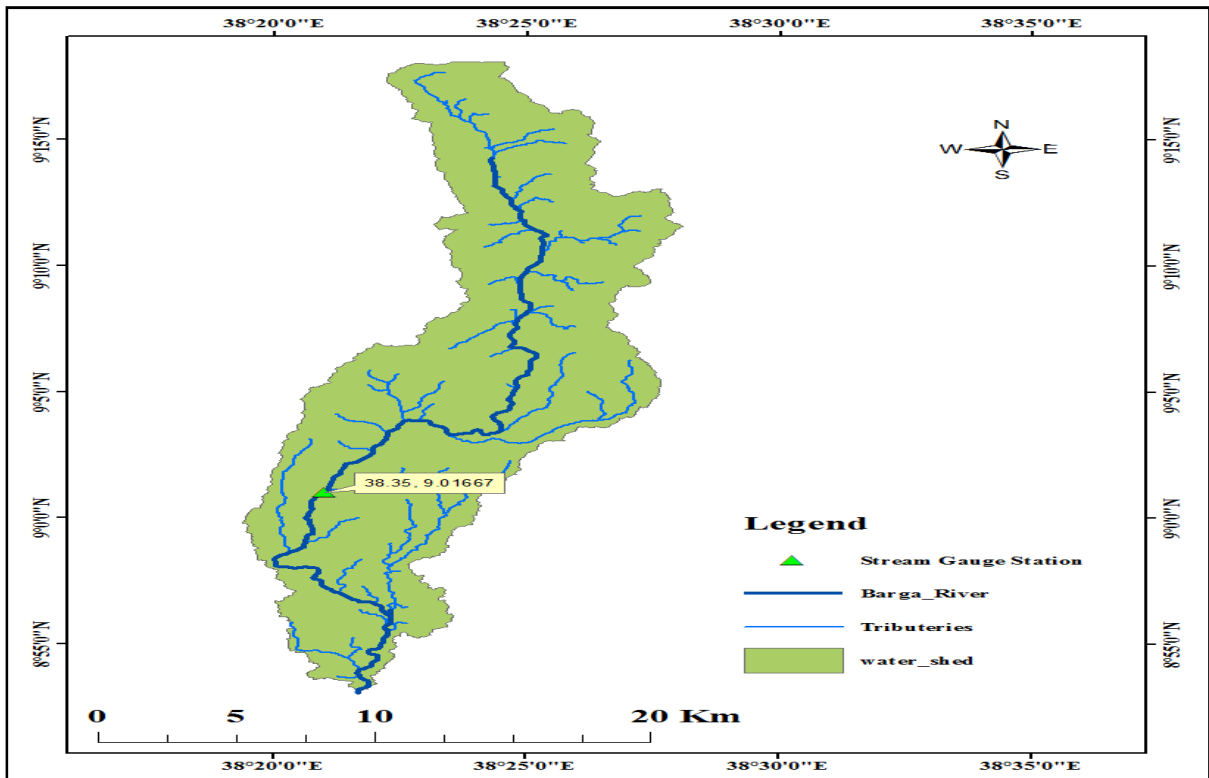 38°20'0"E 38°25'0"E 38°30'0"E 38°35'0"E
N
W E
S
9°15'0"N 9°15'0"N
9°10'0"N 9°10'0"N
9°5'0"N 9°5'0"N
38.35, 9.01667
9°0'0"N 9°0'0"N
Legend
Stream Gauge Station
Barga_River
Tributeries
water_shed
8°55'0"N 8°55'0"N
0 5 10 20 Km
38°20'0"E 38°25'0"E 38°30'0"E 38°35'0"E